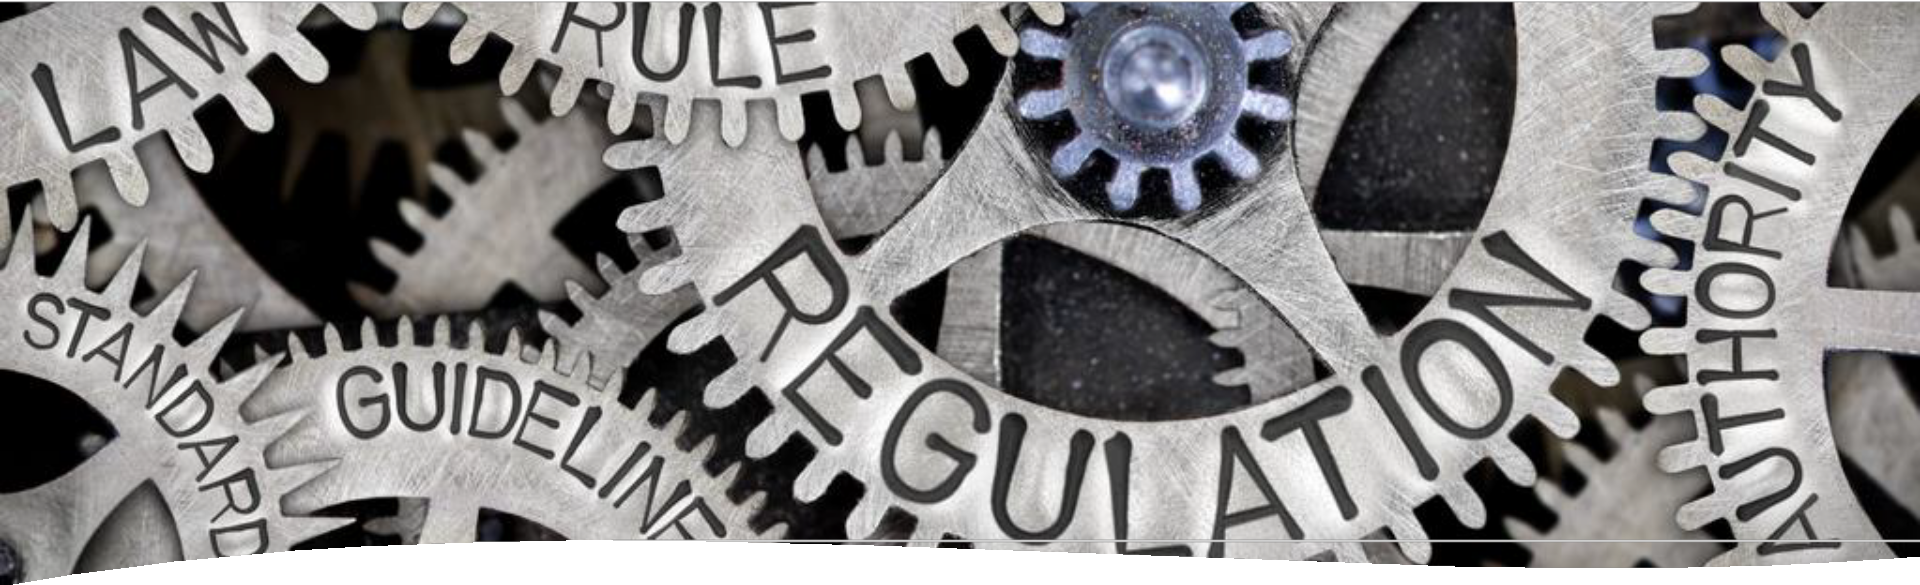 LAW
RULE
REGULATION
AUTHORITY
STANDARD
GUIDELINE